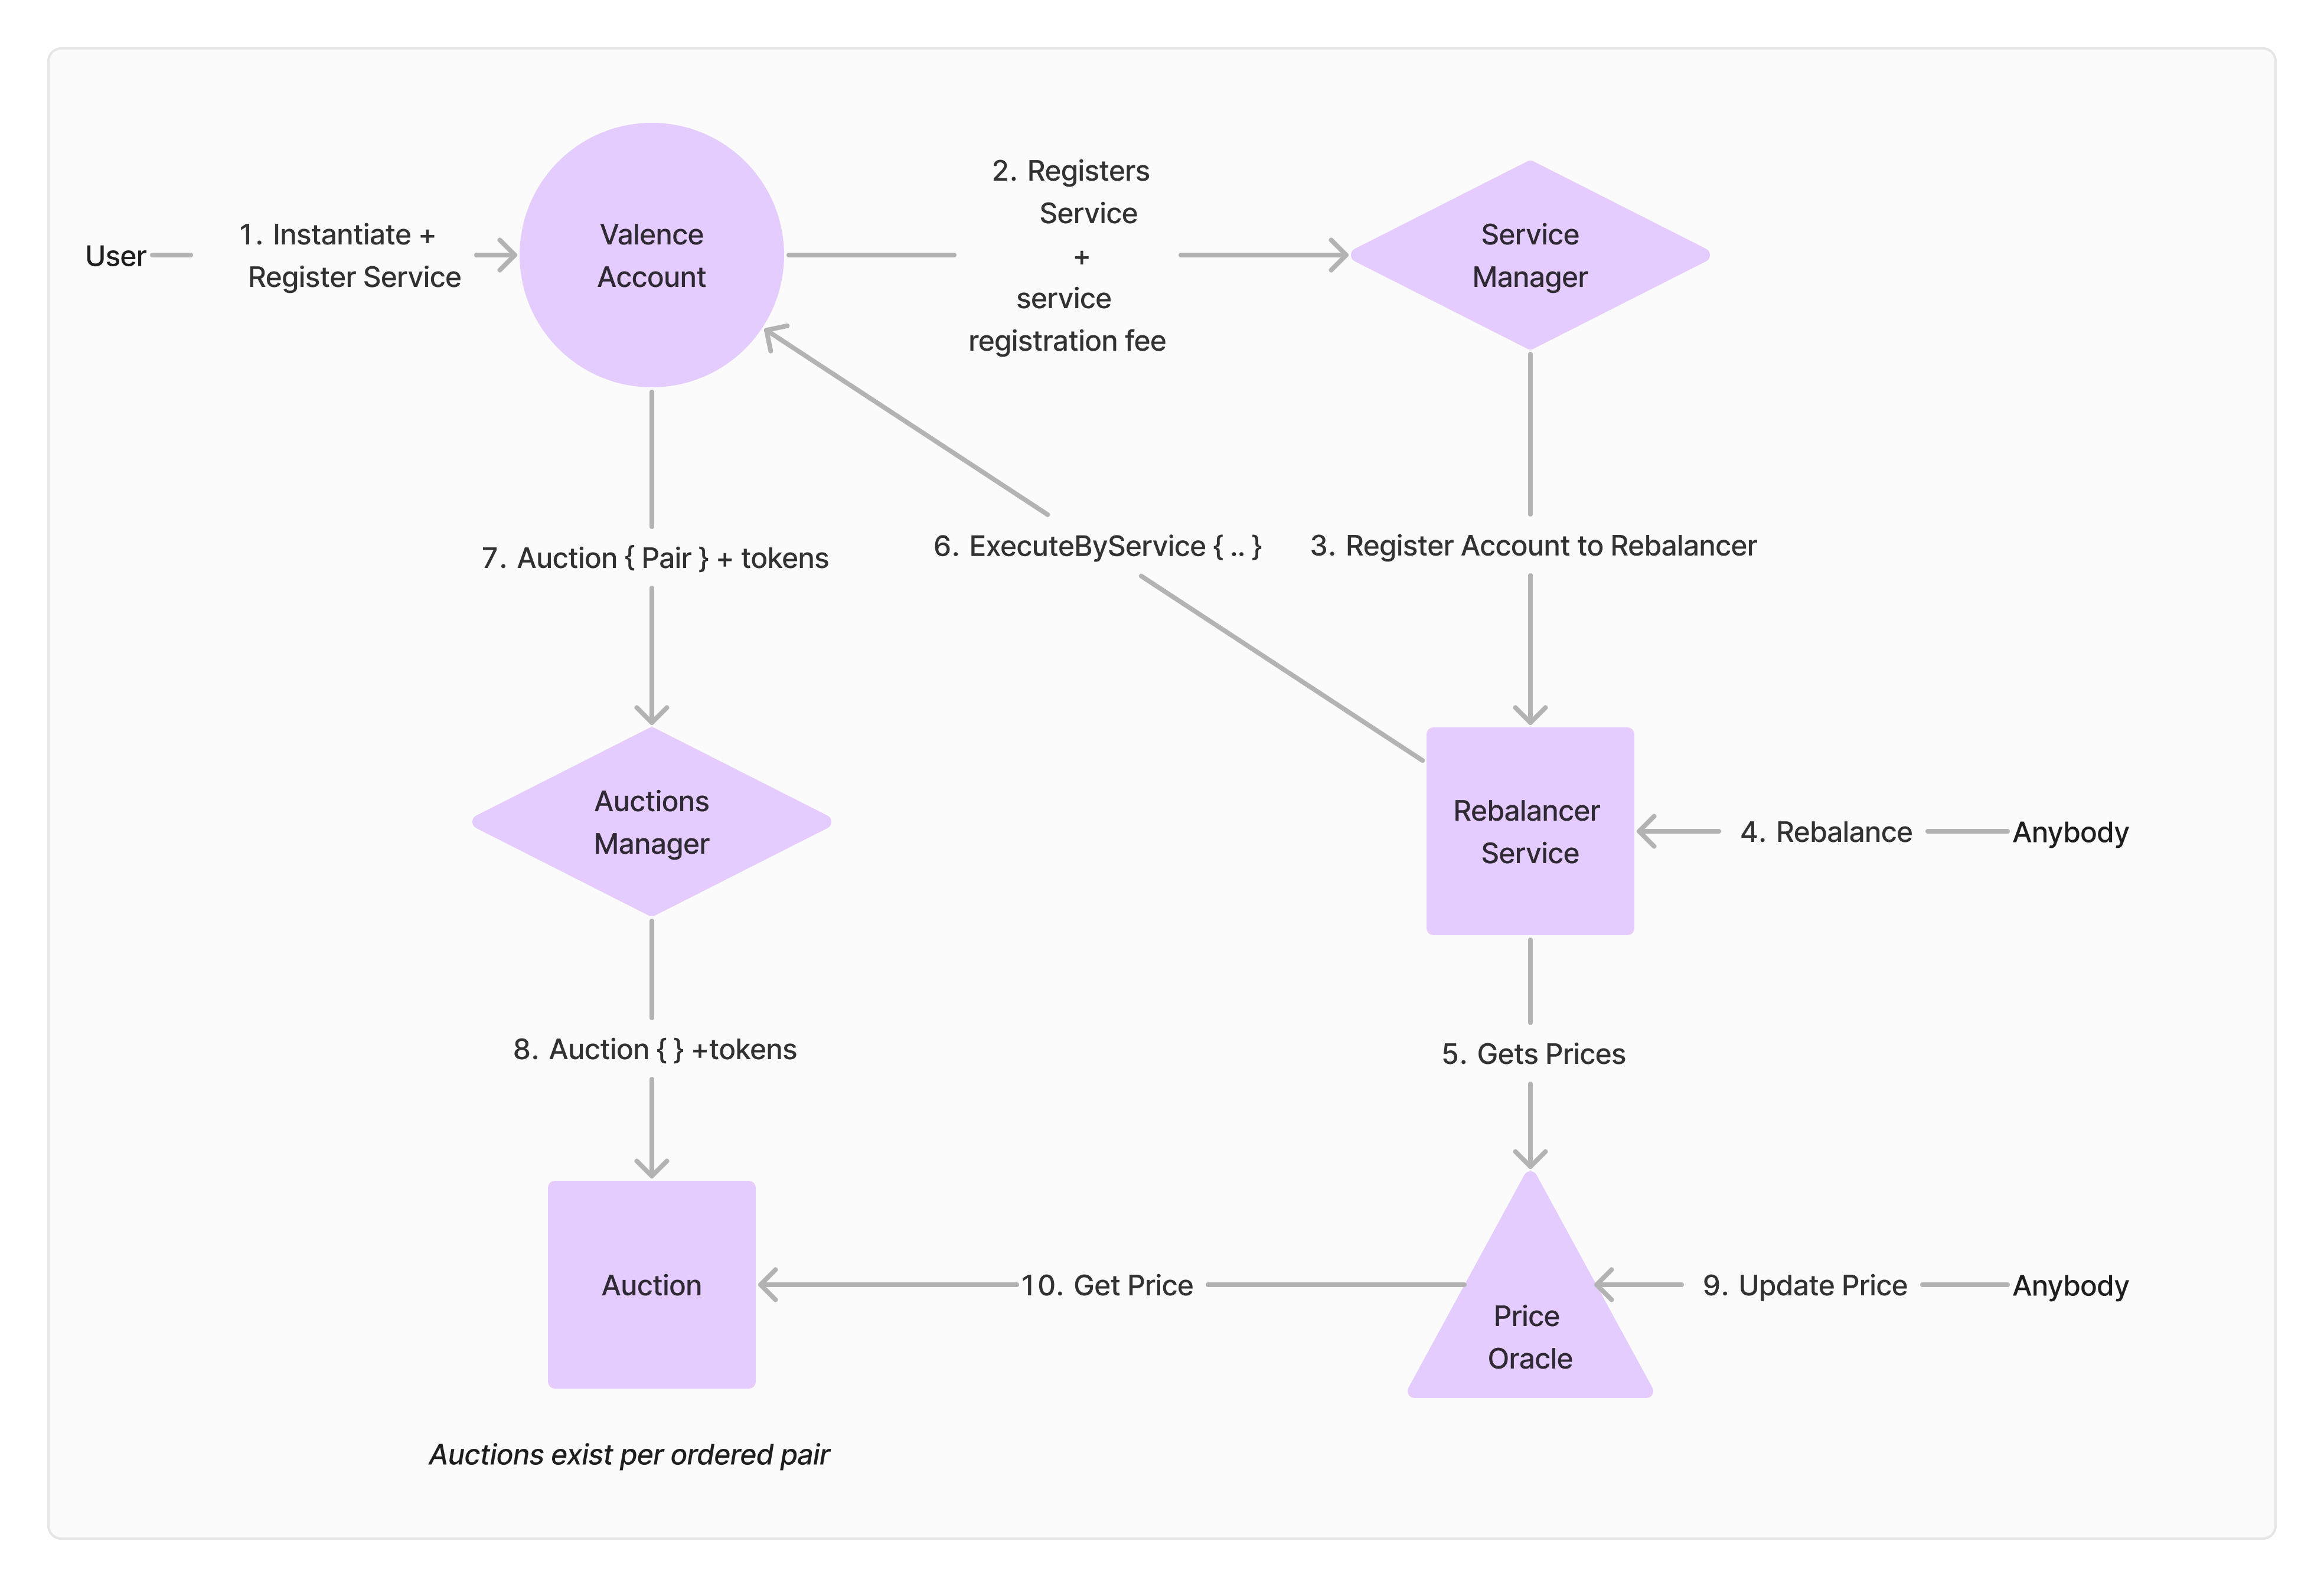 User
1. Instantiate +
Register Service
Valence
Account
2. Registers
Service
+
service
registration fee
Service
Manager
7. Auction { Pair } + tokens
6. ExecuteByService { .. }
3. Register Account to Rebalancer
Auctions
Manager
Rebalancer
Service
4. Rebalance
Anybody
8. Auction { } +tokens
5. Gets Prices
Auction
10. Get Price
Price
Oracle
9. Update Price
Anybody
Auctions exist per ordered pair